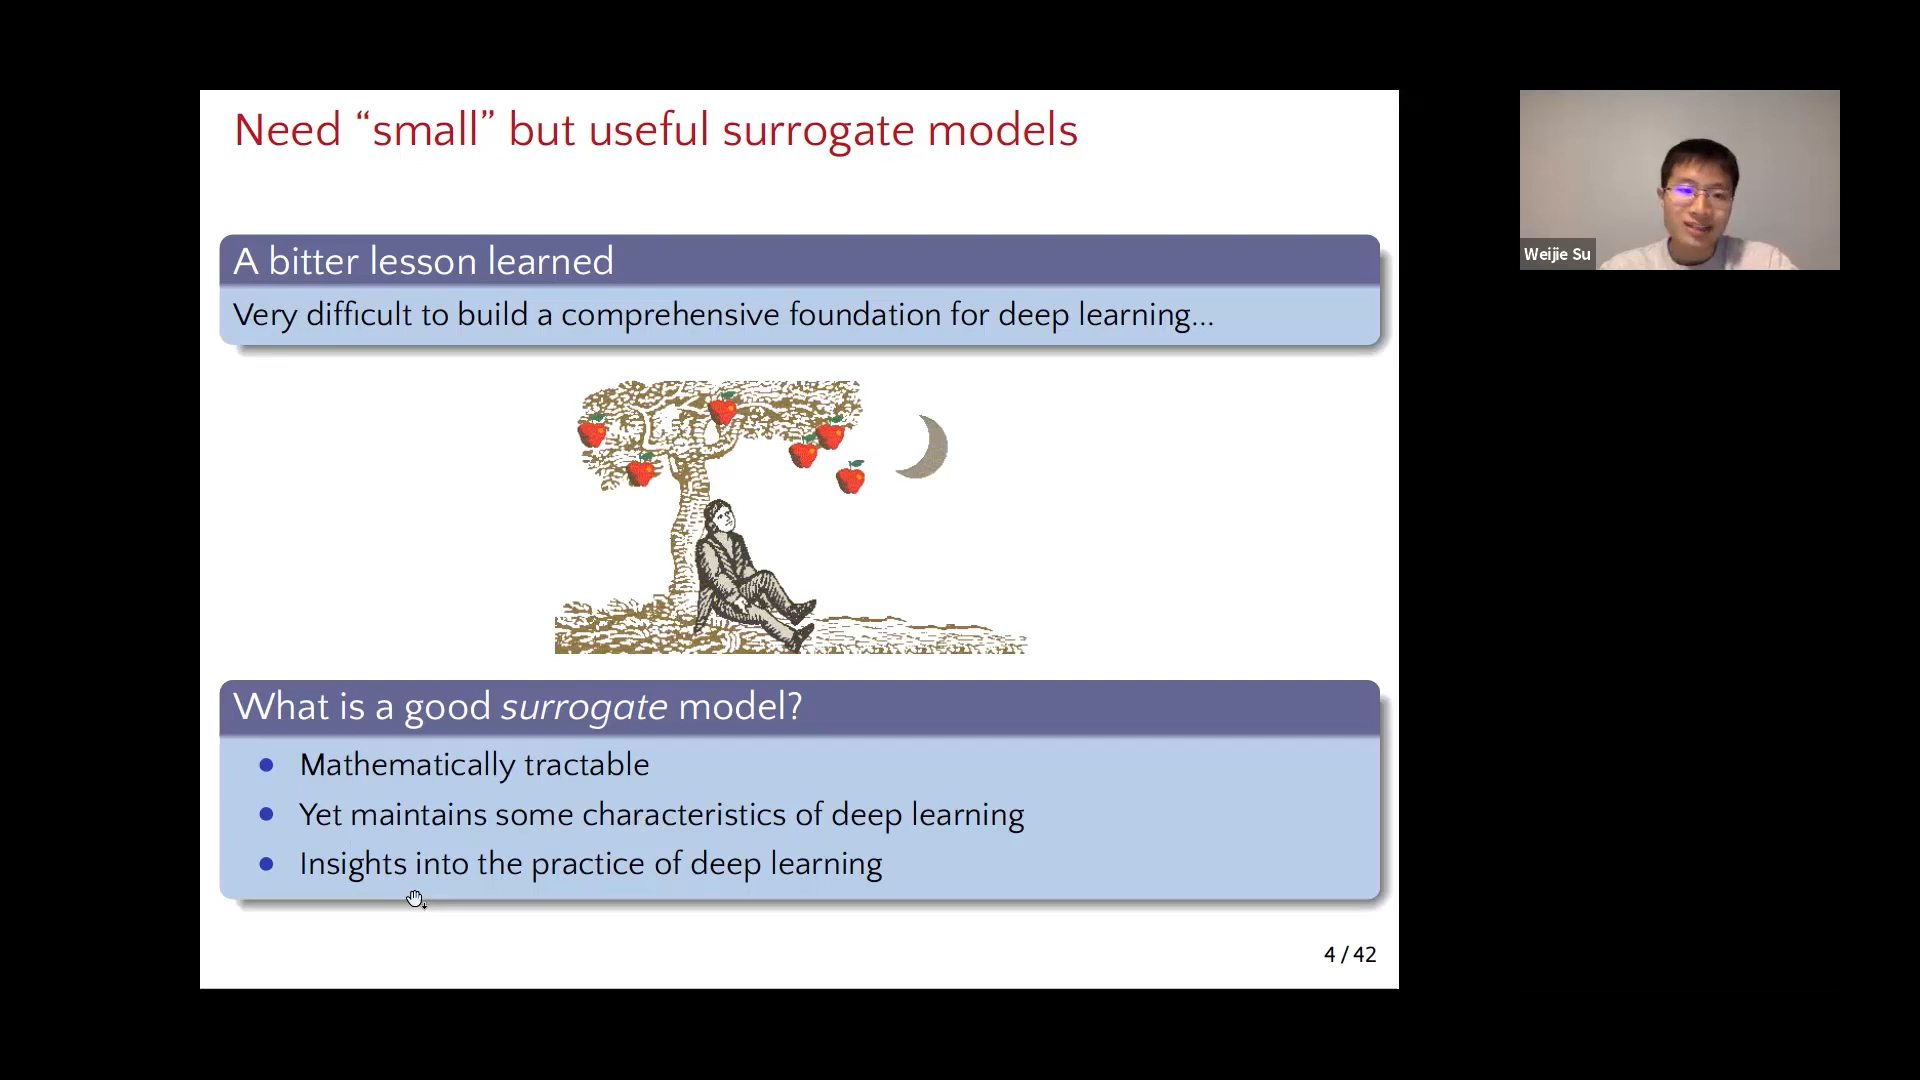 Need “small” but useful surrogate models
A bitter lesson learned
Very difficult to build a comprehensive foundation for deep learning...
What is a good surrogate model?
Mathematically tractable
Yet maintains some characteristics of deep learning
Insights into the practice of deep learning
4 / 42
Weijie Su